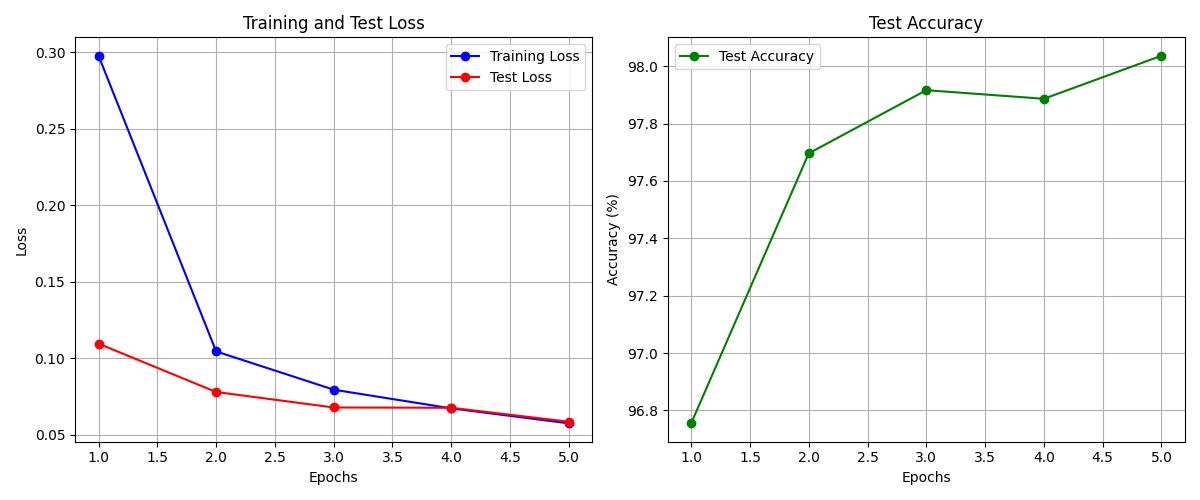 Training and Test Loss
Training Loss
Test Loss
0.30
0.25
0.20
0.15
0.10
0.05
Loss
1.0 1.5 2.0 2.5 3.0 3.5 4.0 4.5 5.0
Epochs
Test Accuracy
Test Accuracy
98.0
97.8
97.6
97.4
97.2
97.0
96.8
Accuracy (%)
1.0 1.5 2.0 2.5 3.0 3.5 4.0 4.5 5.0
Epochs